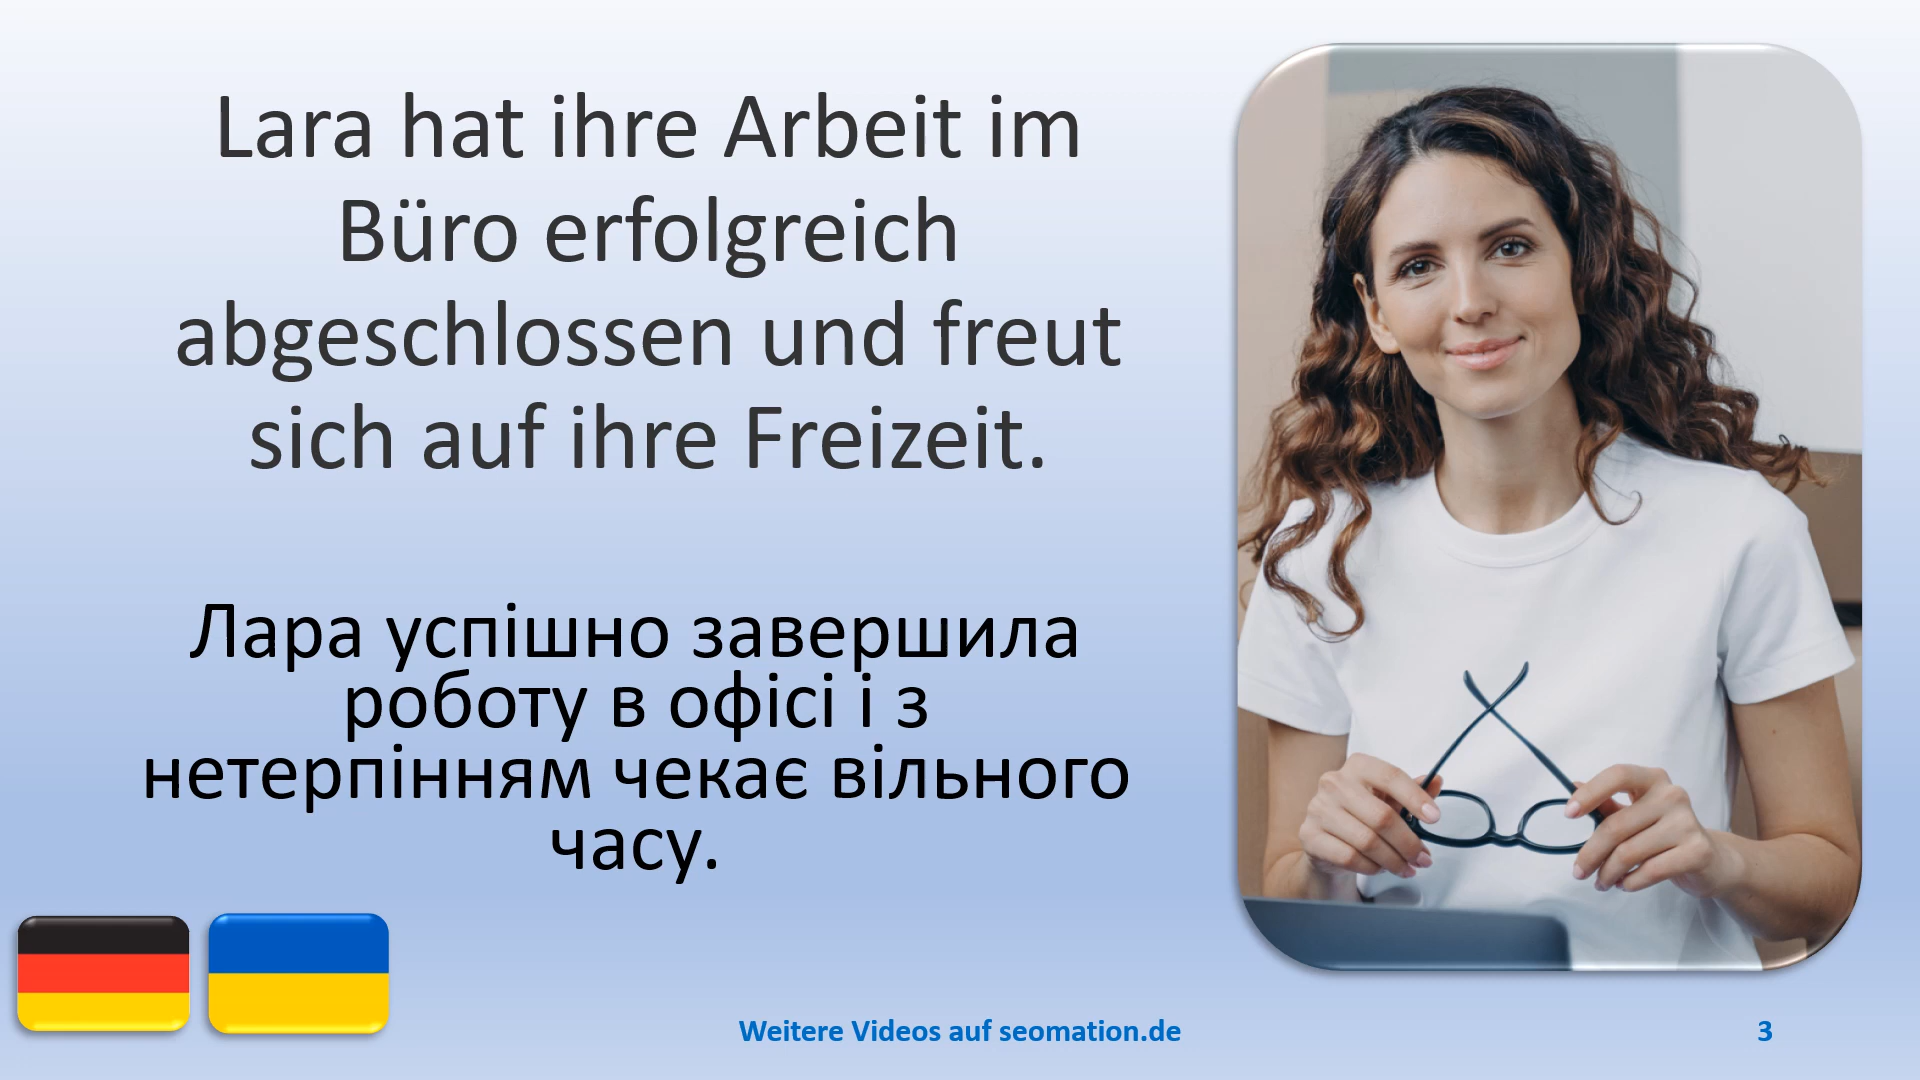 Lara hat ihre Arbeit im
Büro erfolgreich
abgeschlossen und freut
sich auf ihre Freizeit.
Лара успішно завершила
роботу в офісі і з
нетерпінням чекає вільного
часу.
Weitere Videos auf seomation.de
3